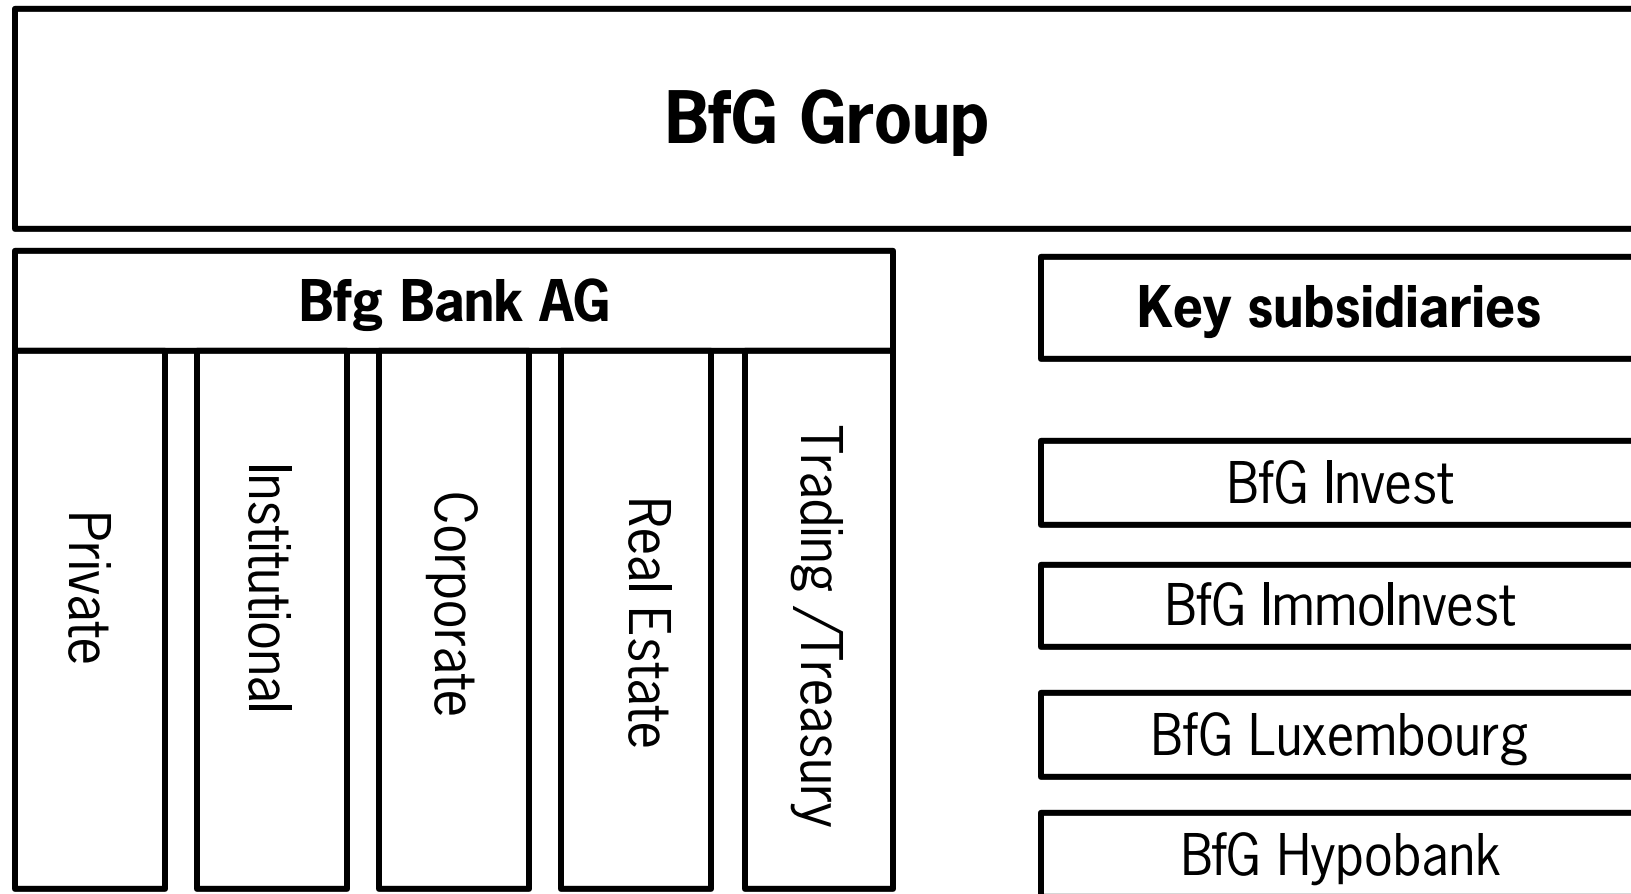 BfG Group
Bfg Bank AG
Private
Institutional
Corporate
Real Estate
Trading /Treasury
Key subsidiaries
BfG Invest
BfG ImmoInvest
BfG Luxembourg
BfG Hypobank